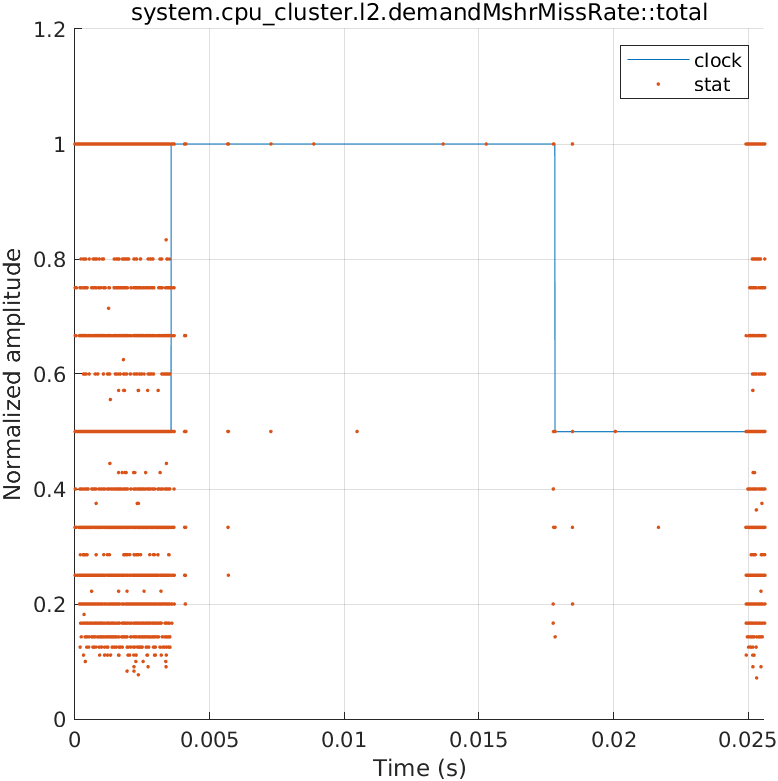 system.cpu_cluster.l2.demandMshrMissRate::total
clock
stat
Normalized amplitude
1.2
1
0.8
0.6
0.4
0.2
0
0 0.005 0.01 0.015 0.02 0.025
Time (s)